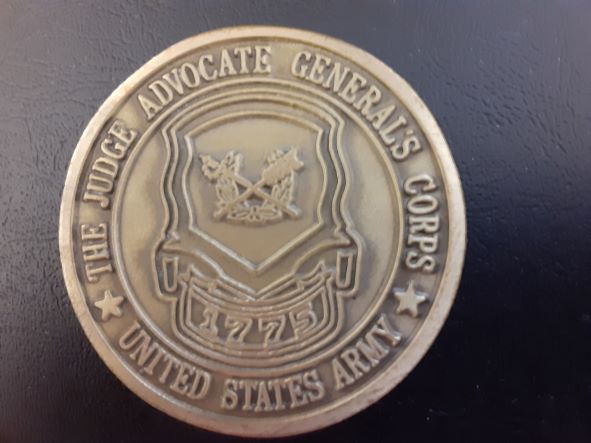 THE JUDGE ADVOCATE GENERAL'S CORPS
1775
UNITED STATES ARMY